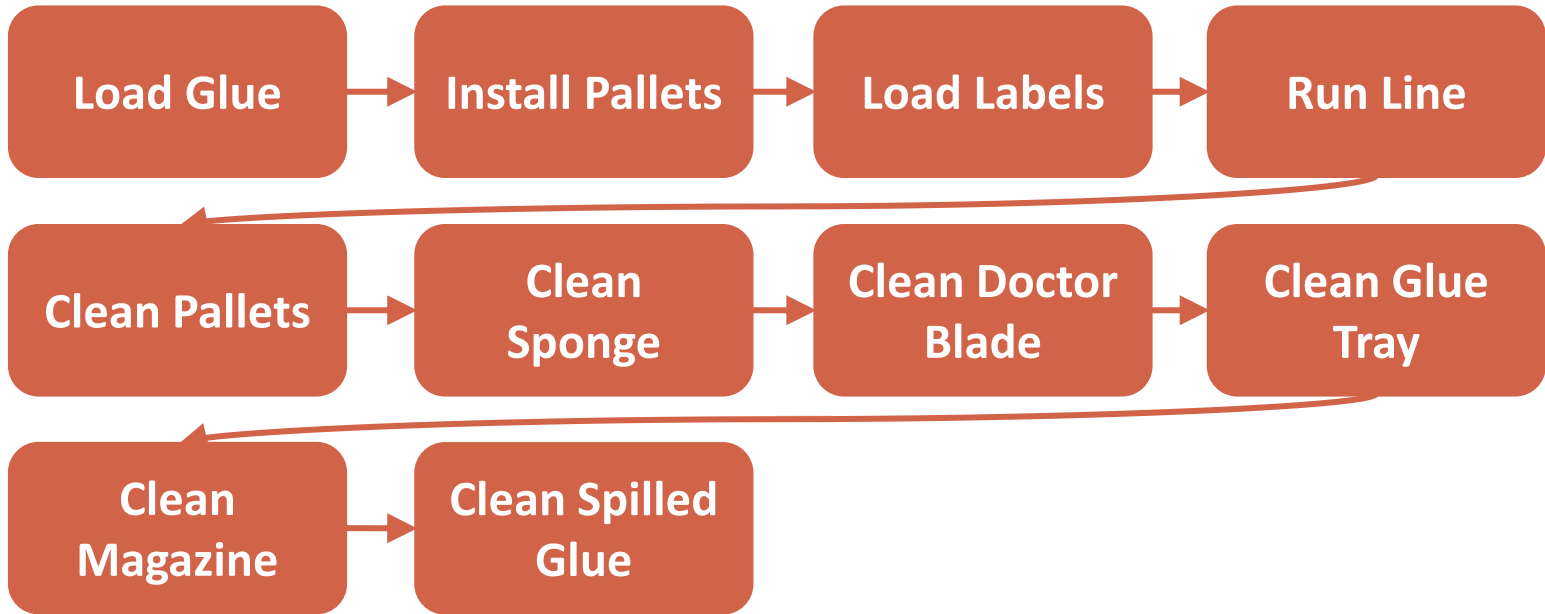 Load Glue
Install Pallets
Load Labels
Run Line
Clean Pallets
Clean
Sponge
Clean Doctor
Blade
Clean Glue
Tray
Clean
Magazine
Clean Spilled
Glue